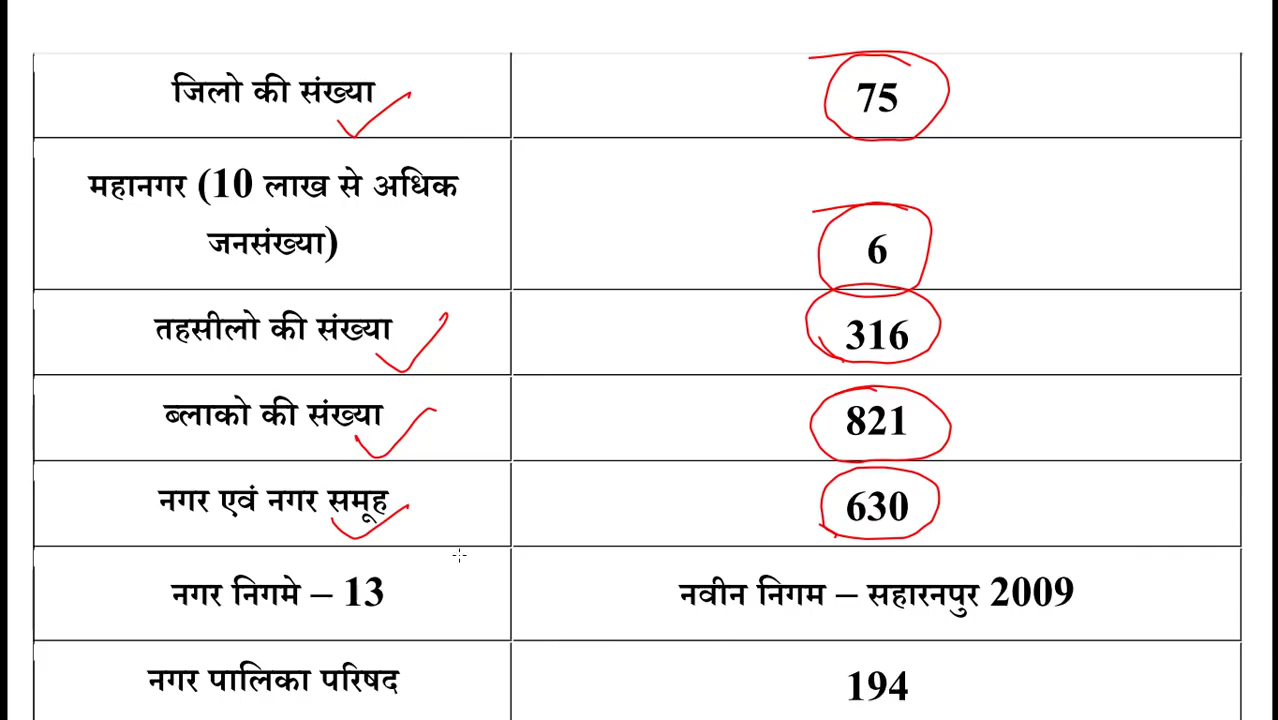 जिलो की संख्या
75
महानगर (10 लाख से अधिक
जनसंख्या)
6
तहसीलो की संख्या
316
ब्लाको की संख्या
821
नगर एवं नगर समूह
630
नगर निगमे – 13
नवीन निगम – सहारनपुर 2009
नगर पालिका परिषद
194